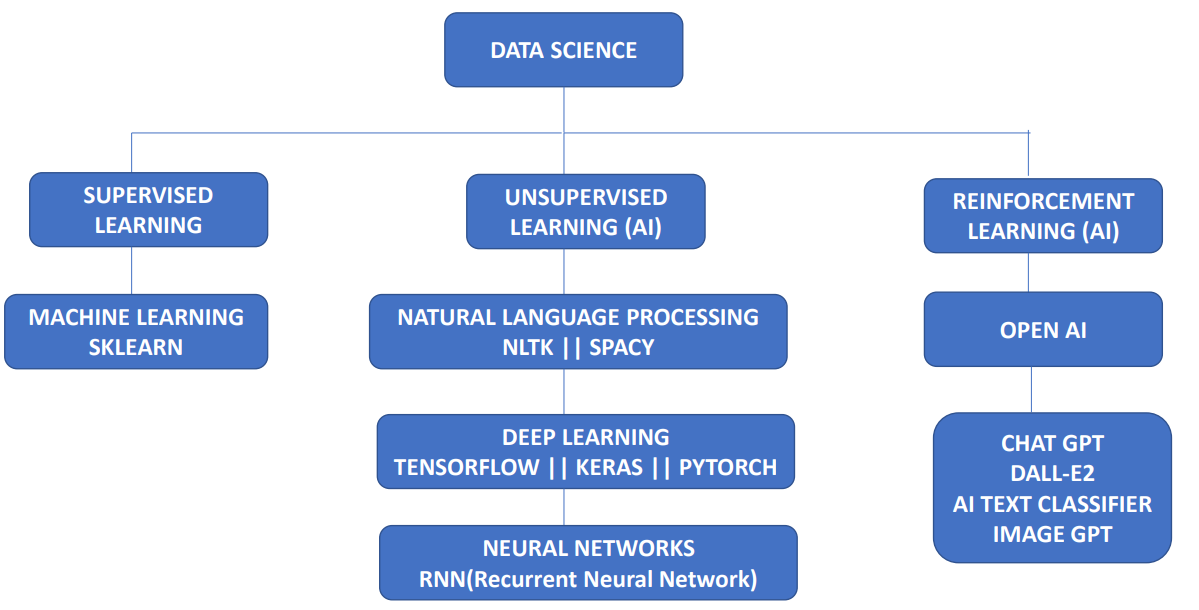 DATA SCIENCE
SUPERVISED
LEARNING
UNSUPERVISED
LEARNING (AI)
REINFORCEMENT
LEARNING (AI)
MACHINE LEARNING
SKLEARN
NATURAL LANGUAGE PROCESSING
NLTK || SPACY
OPEN AI
DEEP LEARNING
TENSORFLOW || KERAS || PYTORCH
CHAT GPT
DALL-E2
AI TEXT CLASSIFIER
IMAGE GPT
NEURAL NETWORKS
RNN(Recurrent Neural Network)